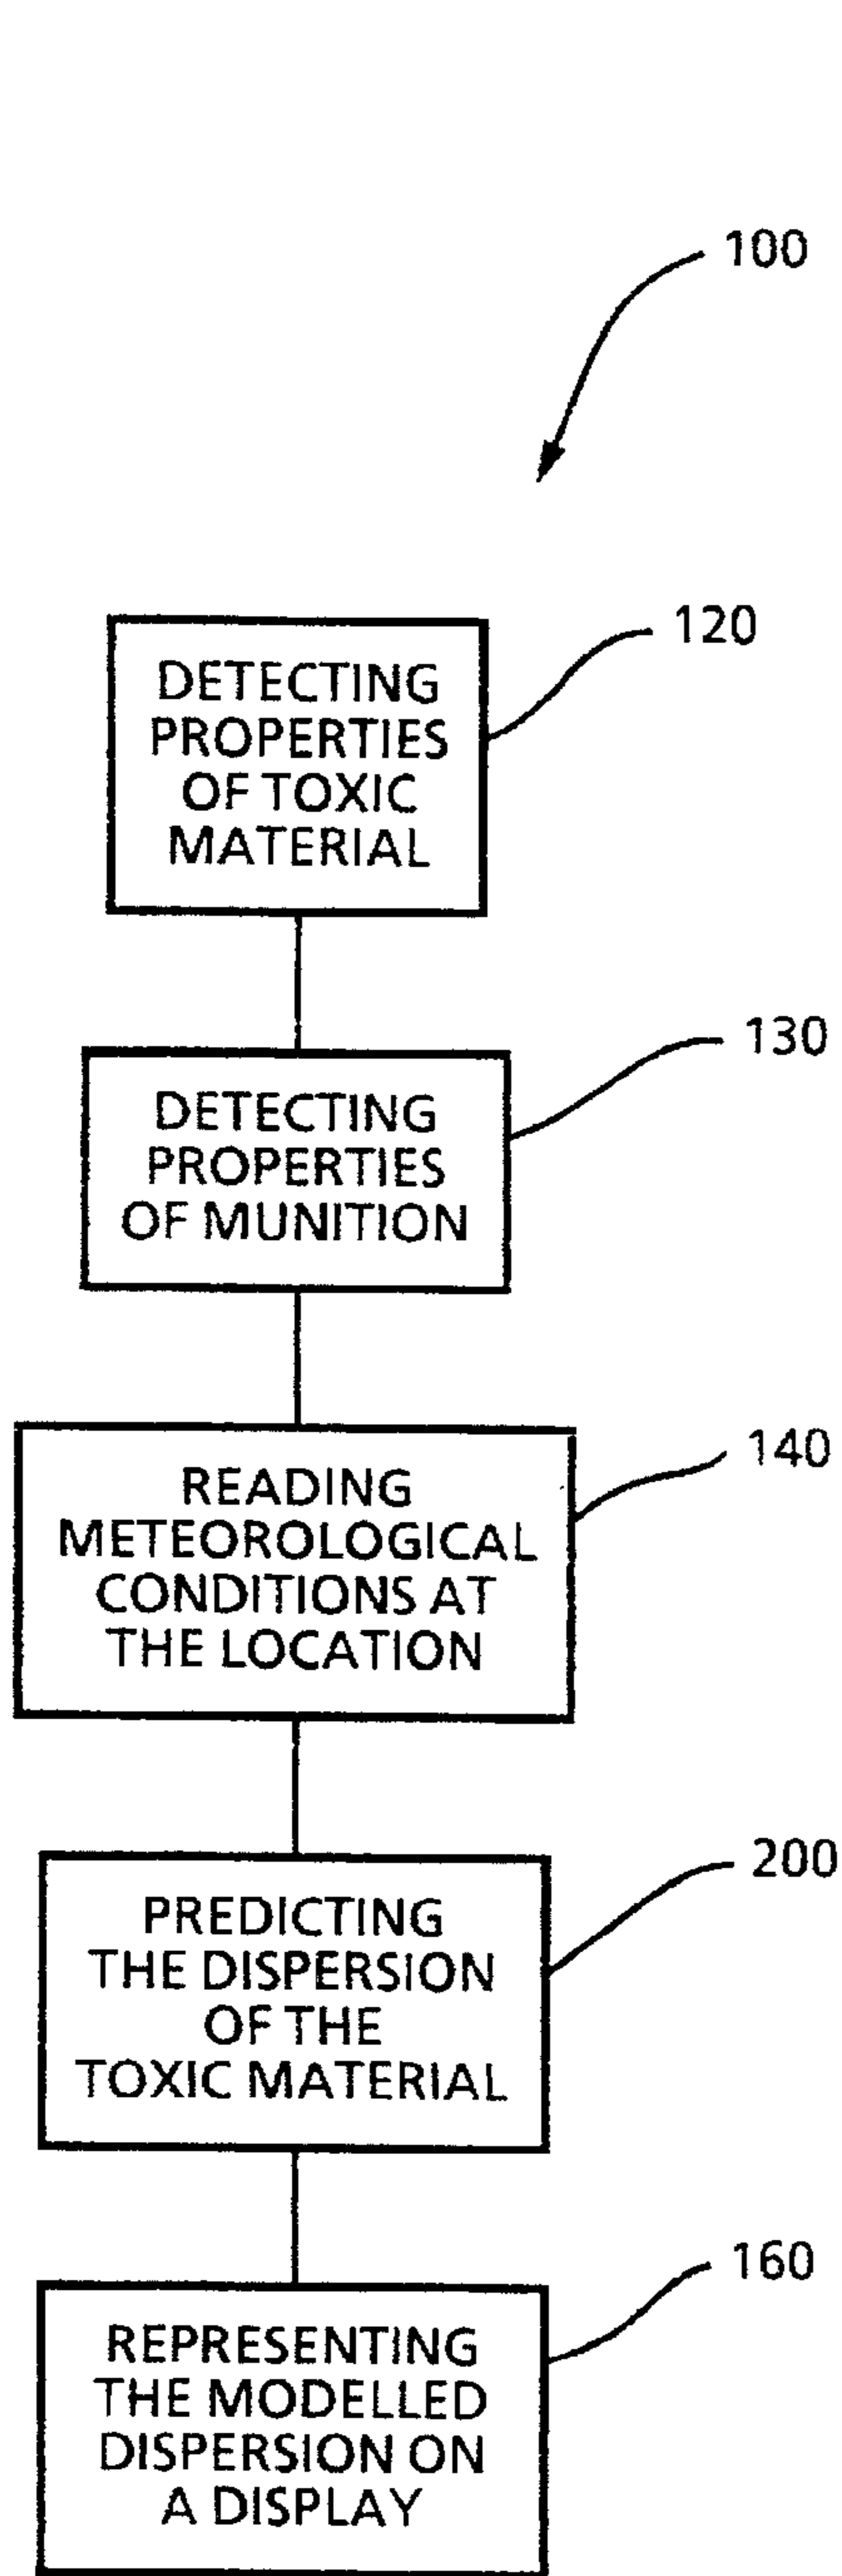 100
120
DETECTING
PROPERTIES
OF TOXIC
MATERIAL
130
DETECTING
PROPERTIES
OF MUNITION
140
READING
METEOROLOGICAL
CONDITIONS AT
THE LOCATION
200
PREDICTING
THE DISPERSION
OF THE
TOXIC MATERIAL
160
REPRESENTING
THE MODELLED
DISPERSION ON
A DISPLAY